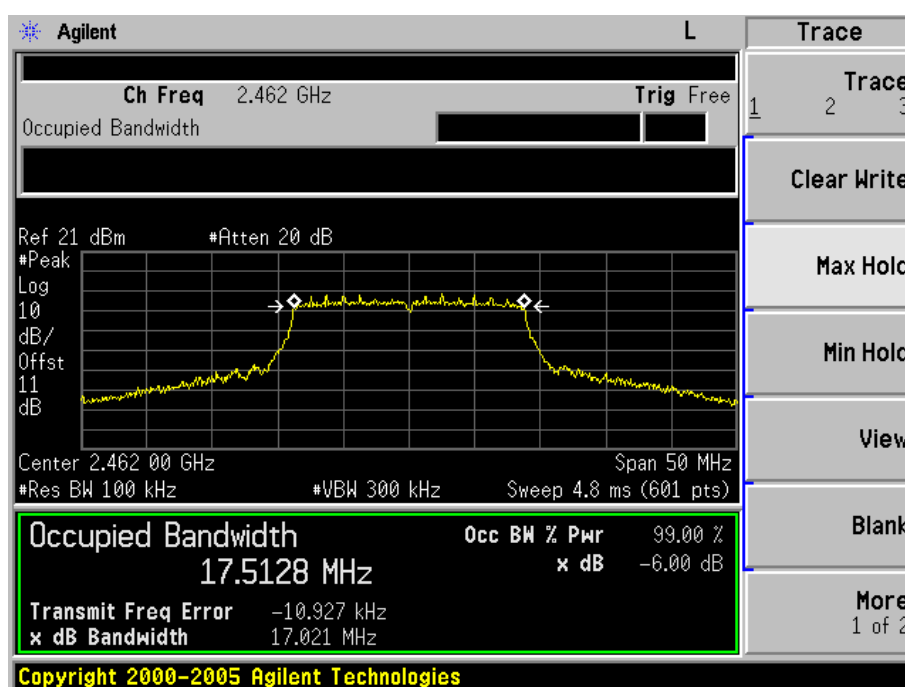 Agilent L Trace
Ch Freq 2.462 GHz Trig Free
Occupied Bandwidth
Trace
1 2 3
Clear Write
Max Hold
Min Hold
View
Blank
More
1 of 2
Ref 21 dBm #Atten 20 dB
#Peak
Log
10
dB/
Offst
11
dB
Center 2.462 00 GHz Span 50 MHz
#Res BW 100 kHz #VBW 300 kHz Sweep 4.8 ms (601 pts)
Occupied Bandwidth Occ BW % Pwr 99.00 %
17.5128 MHz x dB -6.00 dB
Transmit Freq Error -10.927 kHz
x dB Bandwidth 17.021 MHz
Copyright 2000-2005 Agilent Technologies